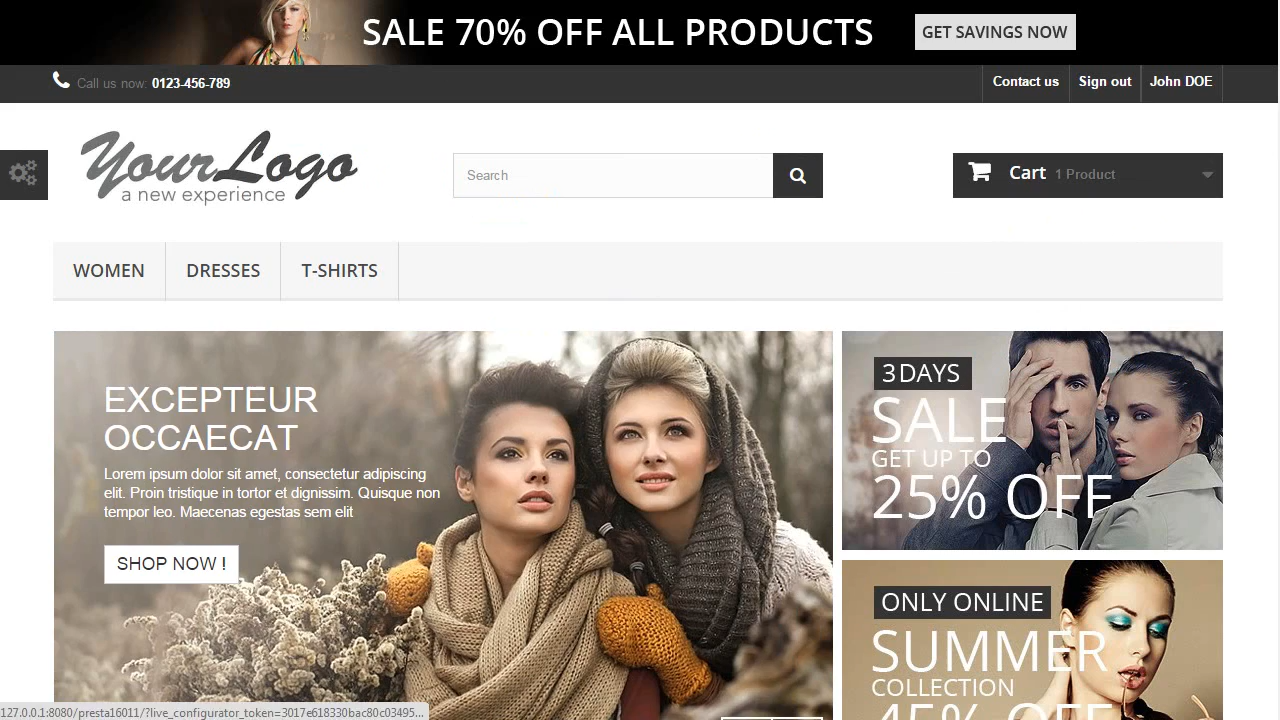 SALE 70% OFF ALL PRODUCTS
GET SAVINGS NOW
Call us now: 0123-456-789
Contact us
Sign out
John DOE
YourLogo
a new experience
Search
Cart 1 Product
WOMEN
DRESSES
T-SHIRTS
EXCEPTEUR
OCCAECAT
Lorem ipsum dolor sit amet, consectetur adipiscing
elit. Proin tristique in tortor et dignissim. Quisque non
tempor leo. Maecenas egestas sem elit
SHOP NOW !
3 DAYS
SALE
GET UP TO
25% OFF
ONLY ONLINE
SUMMER
COLLECTION
45% OFF
127.0.0.1:8080/presta16011/?live_configurator_token=3017e618330bac80c03495...